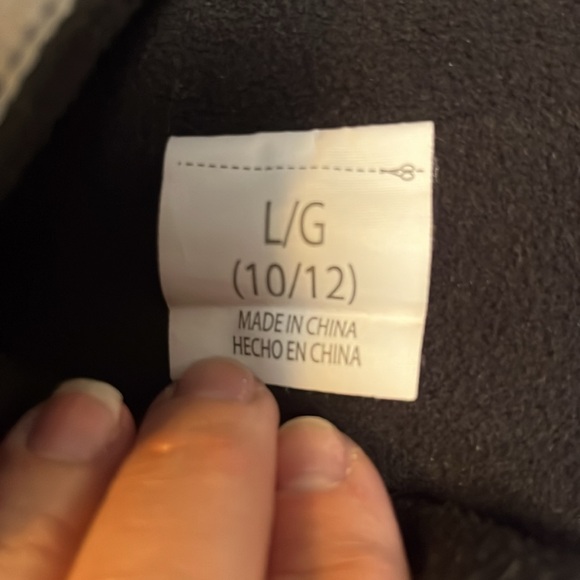 L/G
(10/12)
MADE IN CHINA
HECHO EN CHINA